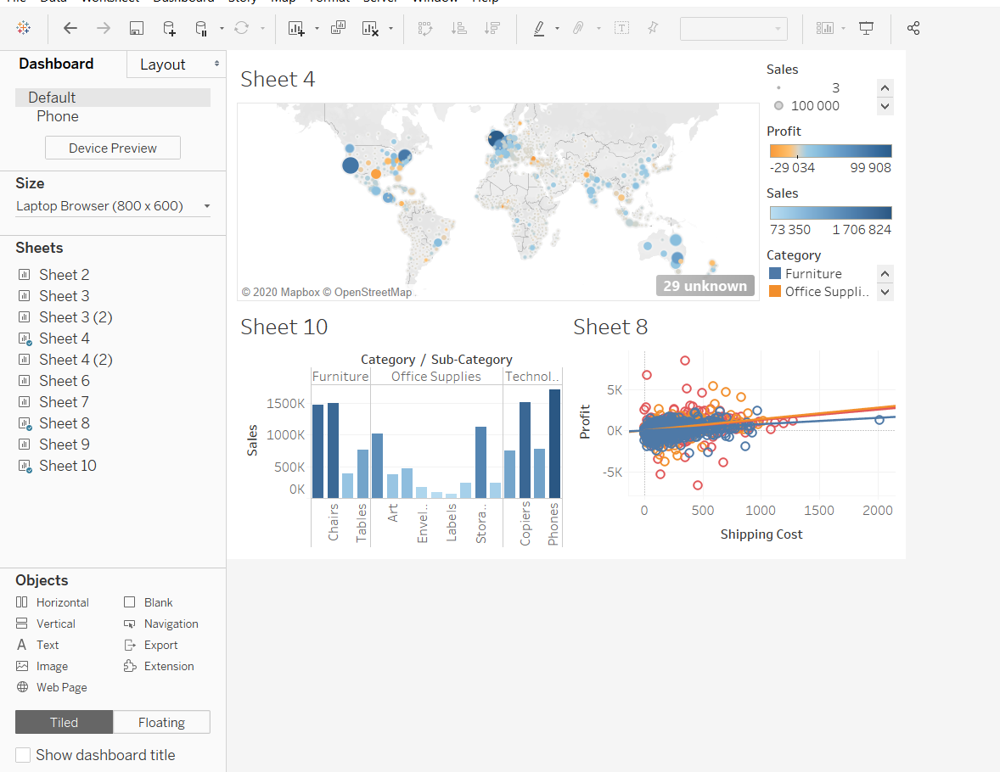 File Data Worksheet Dashboard Story Map Format Server Window Help
Dashboard
Layout
Default
Phone
Device Preview
Size
Laptop Browser (800 x 600)
Sheets
Sheet 2
Sheet 3
Sheet 3 (2)
Sheet 4
Sheet 4 (2)
Sheet 6
Sheet 7
Sheet 8
Sheet 9
Sheet 10
Objects
Horizontal
Blank
Vertical
Navigation
A Text
Export
Image
Extension
Web Page
Tiled
Floating
Show dashboard title
Sheet 4
© 2020 Mapbox © OpenStreetMap
29 unknown
Sales
3
100 000
Profit
-29 034
99 908
Sales
73 350
1 706 824
Category
Furniture
Office Suppli..
Sheet 10
Category / Sub-Category
Furniture
Office Supplies
Technol..
Sales
1500K
1000K
500K
0K
Chairs
Tables
Art
Envel..
Labels
Stora..
Copiers
Phones
Sheet 8
Profit
5K
0K
-5K
0
500
1000
1500
2000
Shipping Cost